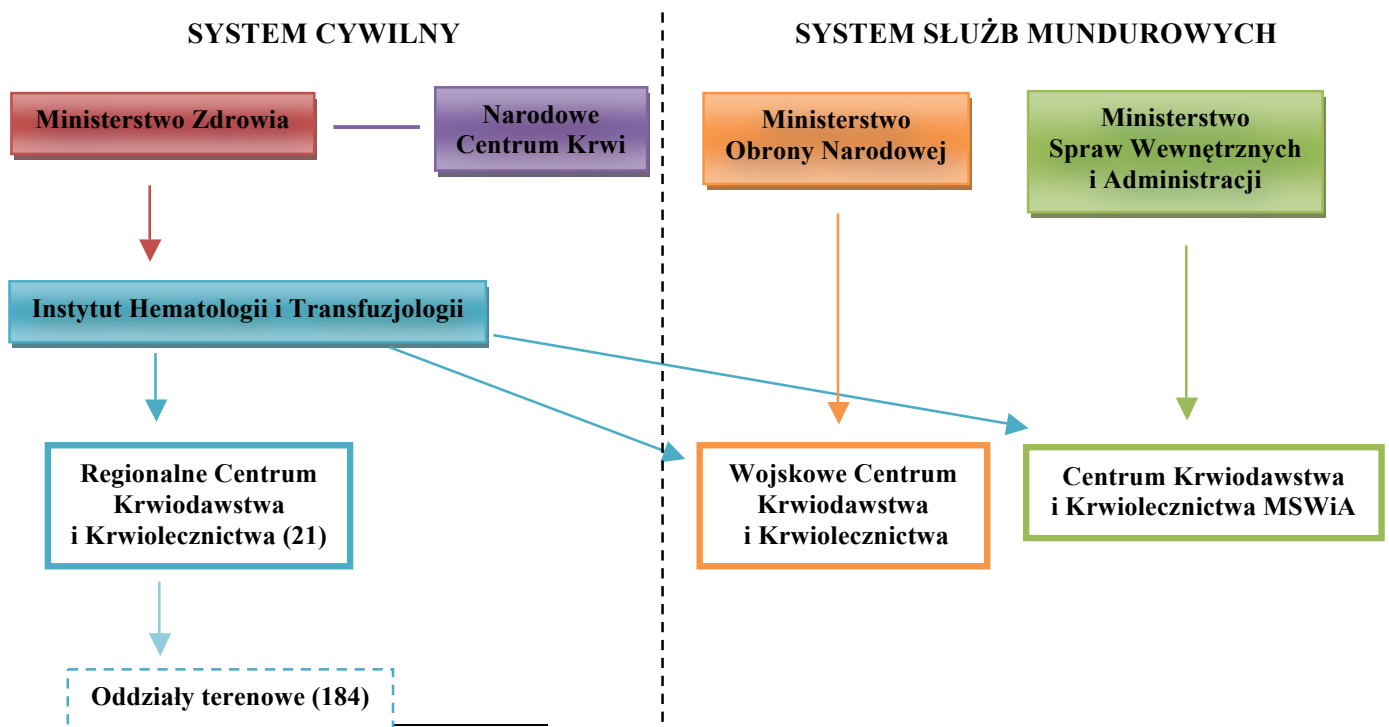 SYSTEM CYWILNY
SYSTEM SŁUŻB MUNDUROWYCH
Ministerstwo Zdrowia
Narodowe
Centrum Krwi
Ministerstwo
Obrony Narodowej
Ministerstwo
Spraw Wewnętrznych
i Administracji
Instytut Hematologii i Transfuzjologii
Regionalne Centrum
Krwiodawstwa
i Krwiolecznictwa (21)
Wojskowe Centrum
Krwiodawstwa
i Krwiolecznictwa
Centrum Krwiodawstwa
i Krwiolecznictwa MSWiA
Oddziały terenowe (184)